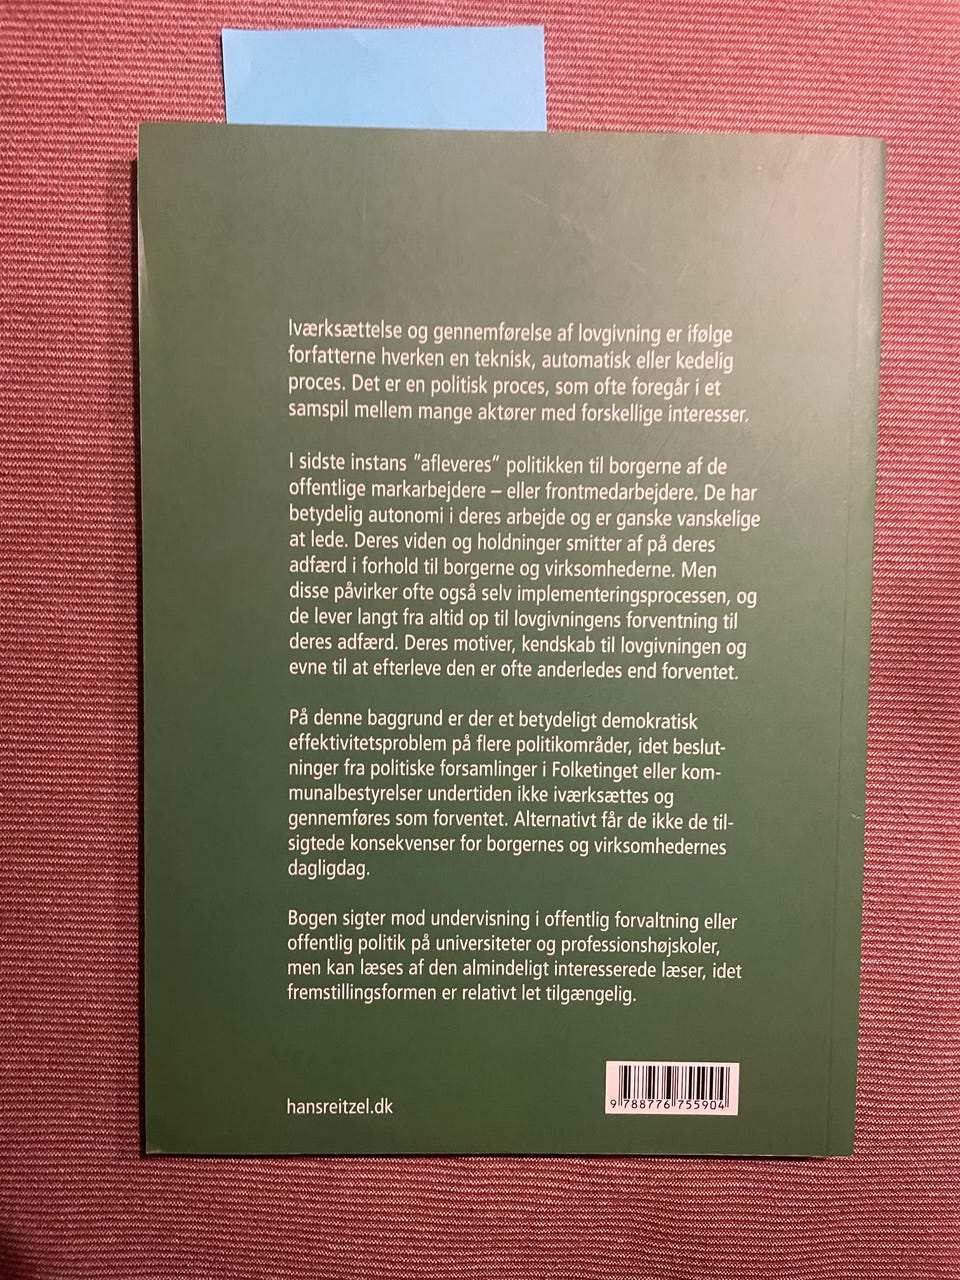 Iværksættelse og gennemførelse af lovgivning er ifølge
forfatterne hverken en teknisk, automatisk eller kedelig
proces. Det er en politisk proces, som ofte foregår i et
samspil mellem mange aktører med forskellige interesser.
I sidste instans ”afleveres” politikken til borgerne af de
offentlige markarbejdere – eller frontmedarbejdere. De har
betydelig autonomi i deres arbejde og er ganske vanskelige
at lede. Deres viden og holdninger smitter af på deres
adfærd i forhold til borgerne og virksomhederne. Men
disse påvirker ofte også selv implementeringsprocessen, og
de lever langt fra altid op til lovgivningens forventning til
deres adfærd. Deres motiver, kendskab til lovgivningen og
evne til at efterleve den er ofte anderledes end forventet.
På denne baggrund er der et betydeligt demokratisk
effektivitetsproblem på flere politikområder, idet beslut-
ninger fra politiske forsamlinger i Folketinget eller kom-
munalbestyrelser undertiden ikke iværksættes og
gennemføres som forventet. Alternativt får de ikke de til-
sigtede konsekvenser for borgernes og virksomhedernes
dagligdag.
Bogen sigter mod undervisning i offentlig forvaltning eller
offentlig politik på universiteter og professionshøjskoler,
men kan læses af den almindeligt interesserede læser, idet
fremstillingsformen er relativt let tilgængelig.
hansreitzel.dk
9 788776 755904